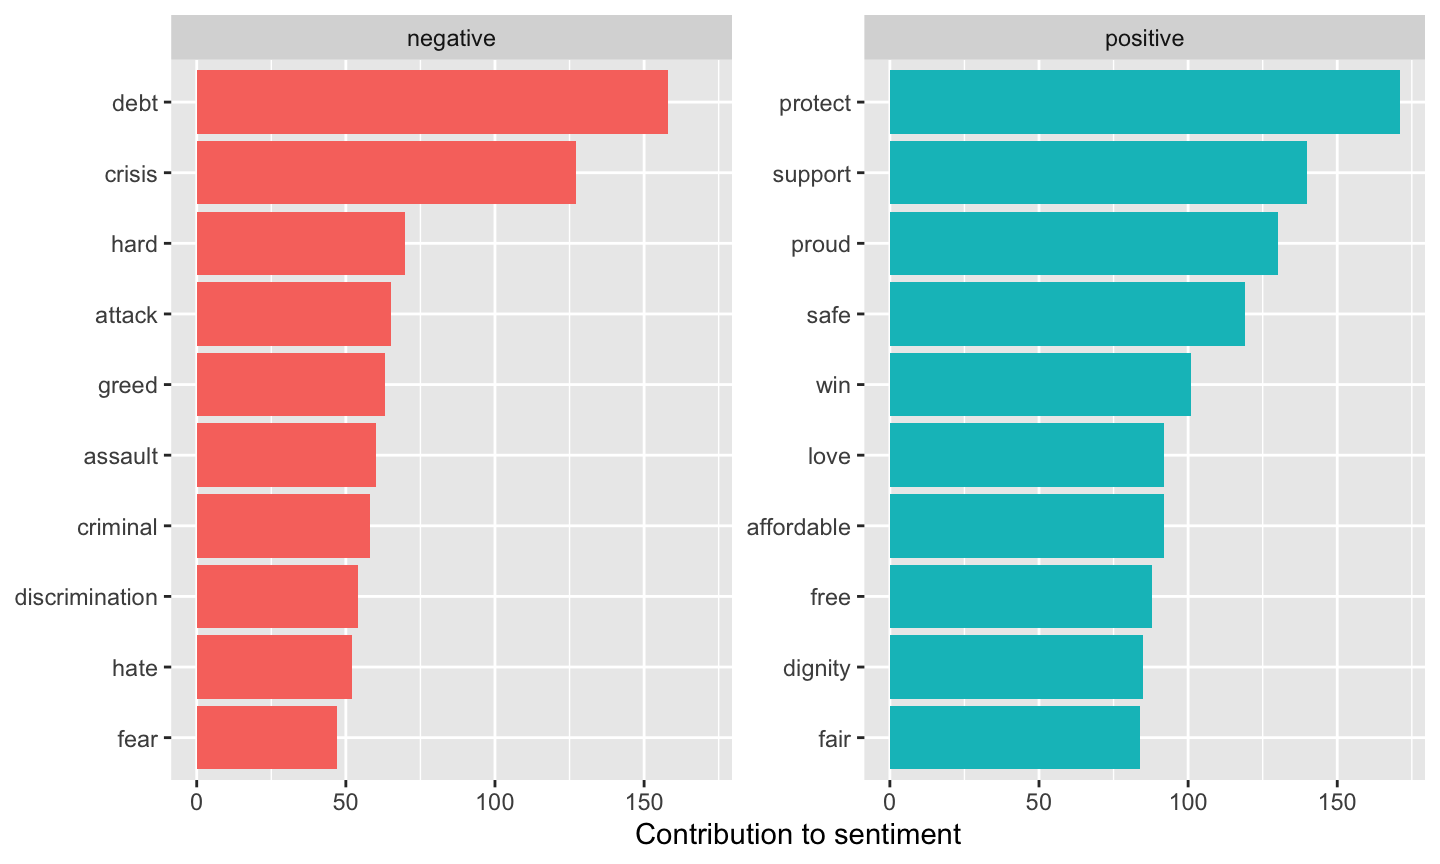 negative
debt
crisis
hard
attack
greed
assault
criminal
discrimination
hate
fear
0 50 100 150
positive
protect
support
proud
safe
win
love
affordable
free
dignity
fair
0 50 100 150
Contribution to sentiment